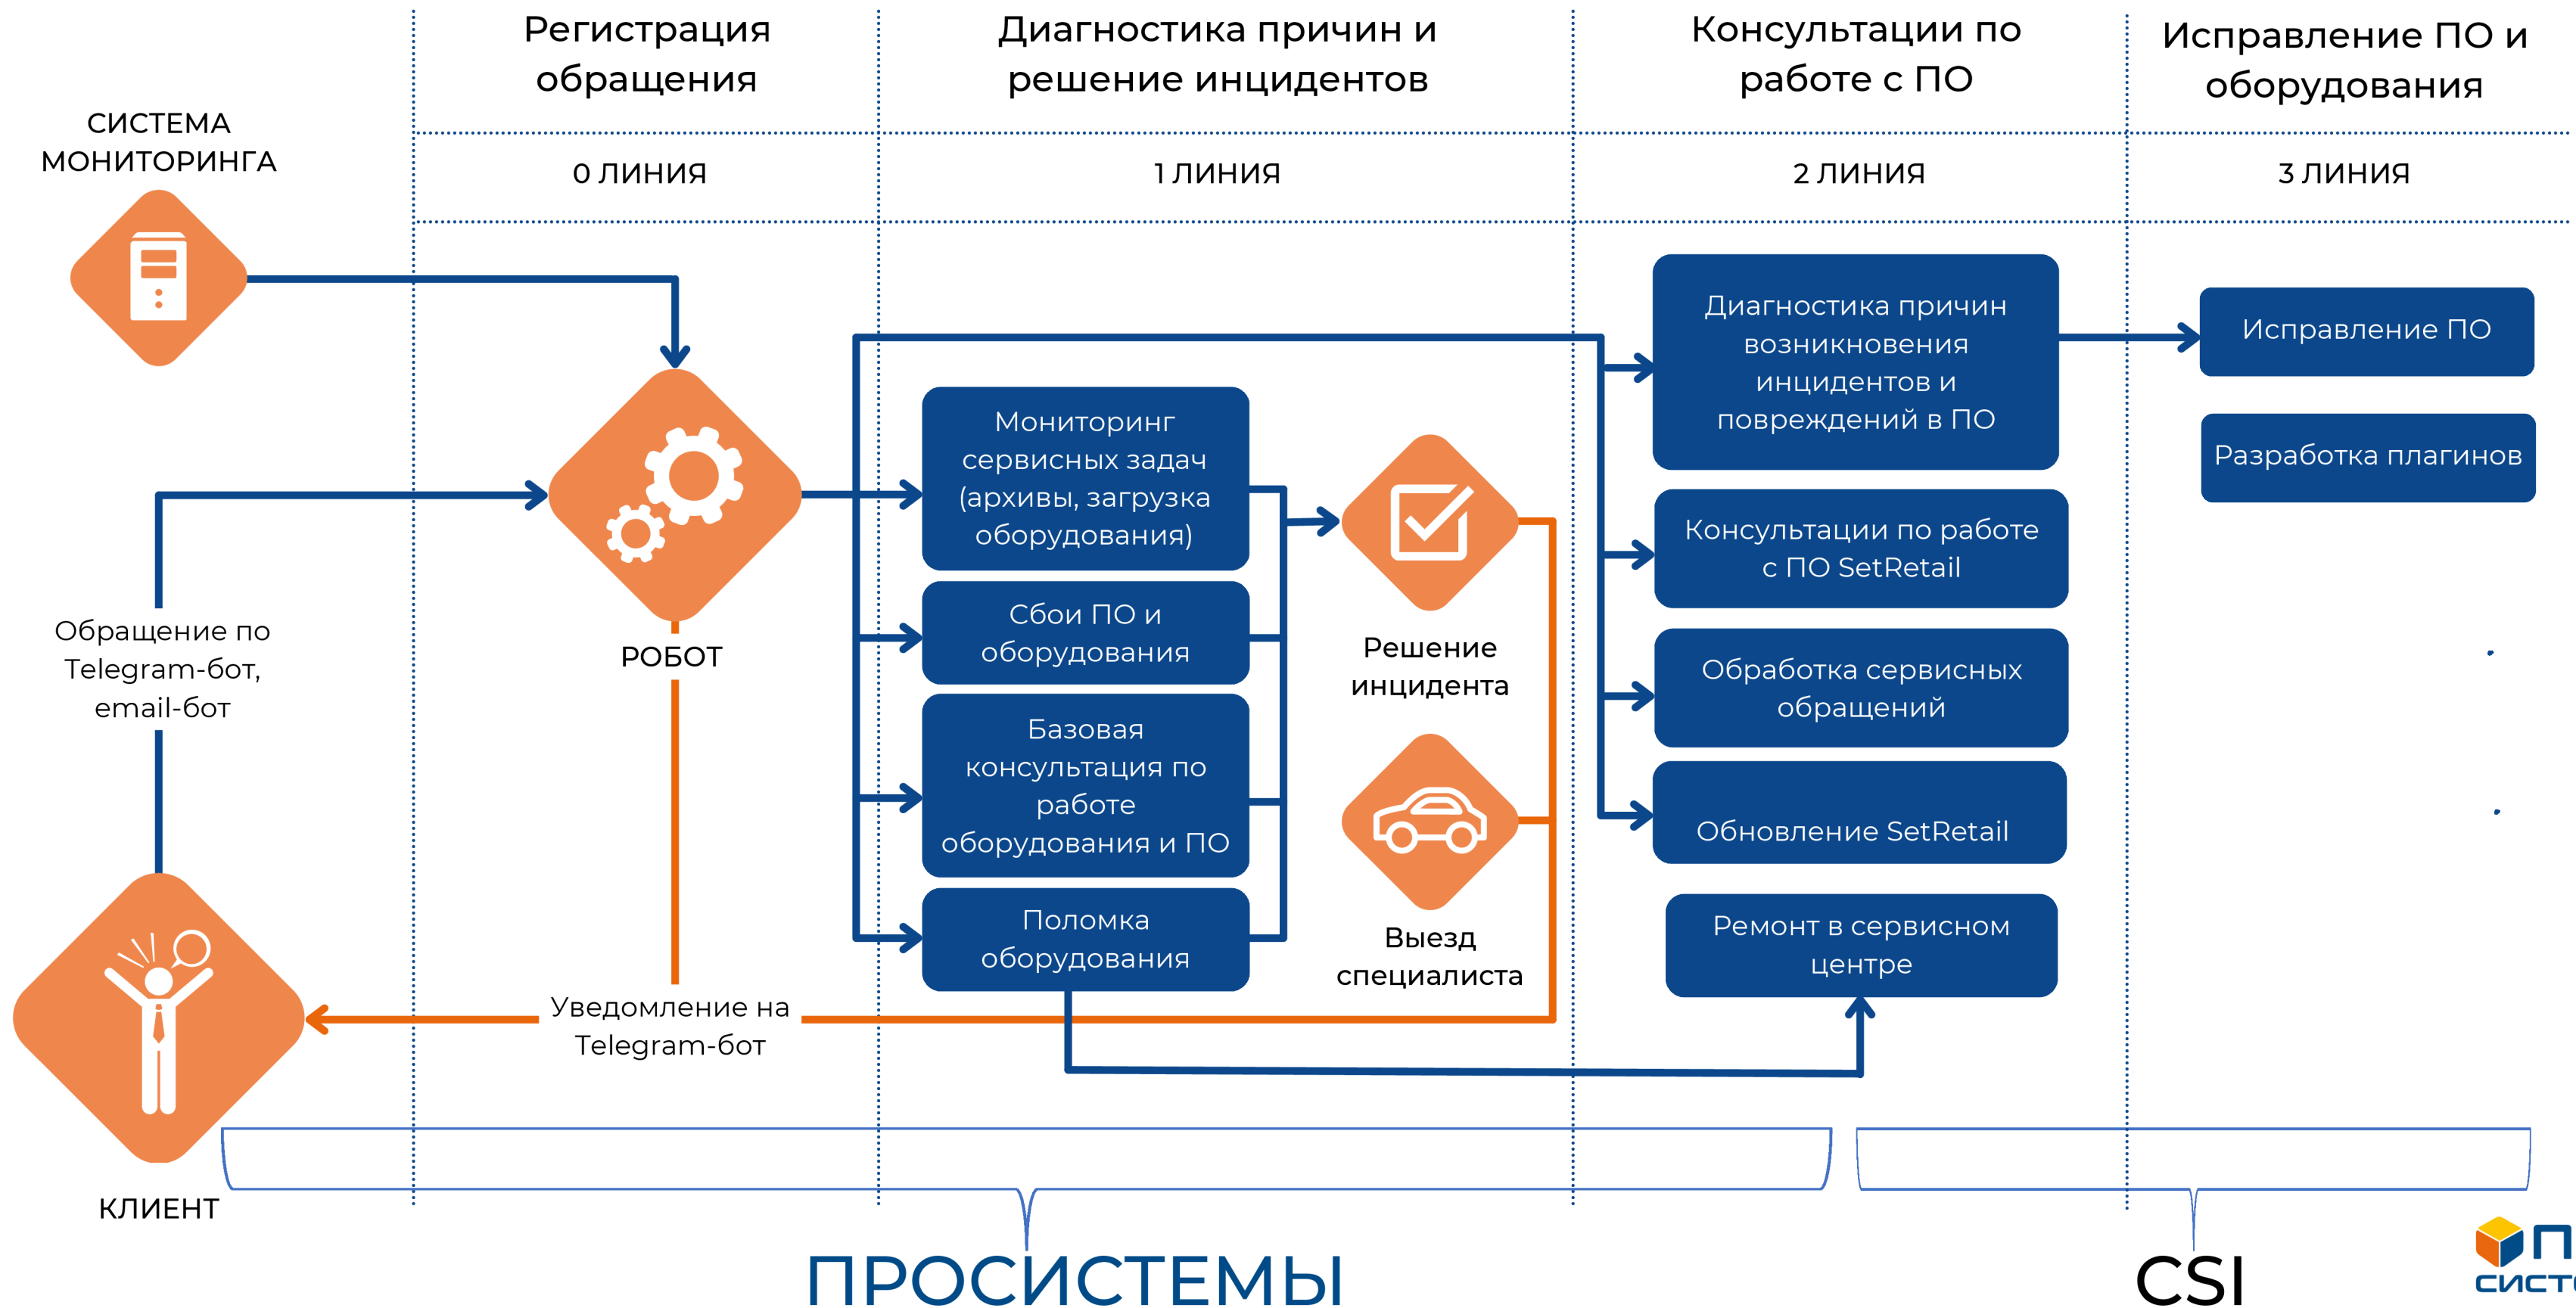 Регистрация
обращения
Диагностика причин и
решение инцидентов
Консультации по
работе с ПО
Исправление ПО и
оборудования
0 ЛИНИЯ
1 ЛИНИЯ
2 ЛИНИЯ
3 ЛИНИЯ
СИСТЕМА
МОНИТОРИНГА
Обращение по
Telegram-бот,
email-бот
КЛИЕНТ
РОБОТ
Уведомление на
Telegram-бот
Мониторинг
сервисных задач
(архивы, загрузка
оборудования)
Сбои ПО и
оборудования
Базовая
консультация по
работе
оборудования и ПО
Поломка
оборудования
Решение
инцидента
Выезд
специалиста
Диагностика причин
возникновения
инцидентов и
повреждений в ПО
Консультации по работе
с ПО SetRetail
Обработка сервисных
обращений
Обновление SetRetail
Ремонт в сервисном
центре
Исправление ПО
Разработка плагинов
ПРОСИСТЕМЫ
CSI